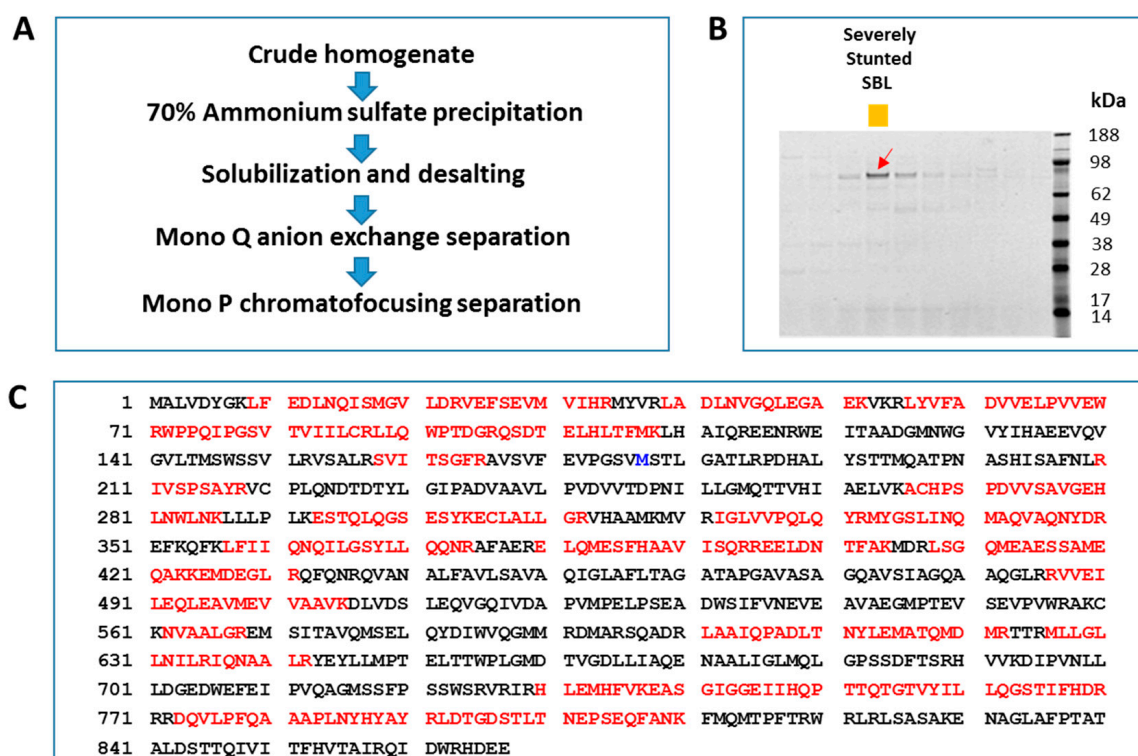 A
Crude homogenate
70% Ammonium sulfate precipitation
Solubilization and desalting
Mono Q anion exchange separation
Mono P chromatofocusing separation
B
Severely
Stunted
SBL
kDa
188
98
62
49
38
28
17
14
C
1 MALVDYGKLF EDLNQISMGV LDRVEFSEVM VIHRMYVRLA DLNVGQLEGA EKVKRLYVFA DVVELPVVEW
71 RWPPQIPGSV TVIILCRLLQ WPTDGRQSDT ELHLTFMKLH AIQREENRWE ITAADGMNWG VYIHAEEVQV
141 GVLTMSWSSV LRVSALRSVI TSGFRAVSVF EVPGSVMSTL GATLRPDHAL YSTTMQATPN ASHISAFNLR
211 IVSPSAYRVC PLQNDTDTYL GIPADVAAVL PVDVVTDPNI LLGMQTTVHI AELVKACHPS PDVVSAVGEH
281 LNWLNKLLLP LKESTQLQGS ESYKECLALL GRVHAAMKMV RIGLVVPQLQ YRMYGSLINQ MAQVAQNYDR
351 EFKQFKLFII QNQILGSYLL QQNRAFAERE LQMESFHAAV ISQRREELDN TFAKMDRLSG QMEAESSAME
421 QAKKEMDEGL RQFQNRQVAN ALFAVLSAVA QIGLAFLTAG ATAPGAVASA GQAVSIAGQA AQGLRRVVEI
491 LEQLEAVMEV VAAVKDLVDS LEQVGQIVDA PVMPELPSEA DWSIFVNEVE AVAEGMPTEV SEVPVWRAKC
561 KNVAALGREM SITAVQMSEL QYDIWVQGMM RDMARSQADR LAAIQPADLT NYLEMATQMD MRTTRMLLGL
631 LNILRIQNAA LRYEYLLMPT ELTTWPLGMD TVGDLLIAQE NAALIGLMQL GPSSDFTSRH VVKDIPVNLL
701 LDGEDWEFEI PVQAGMSSFP SSWSRVRIRH LEMHFVKEAS GIGGEIIHQP TTQTGTVYIL LQGSTIFHDR
771 RRDQVLPFQA AAPLNYHYAY RLDTGDSTLT NEPSEQFANK FMQMTPFTRW RLRLSASAKE NAGLAFPTAT
841 ALDSTTQIVI TFHVTAIRQI DWRHDEE